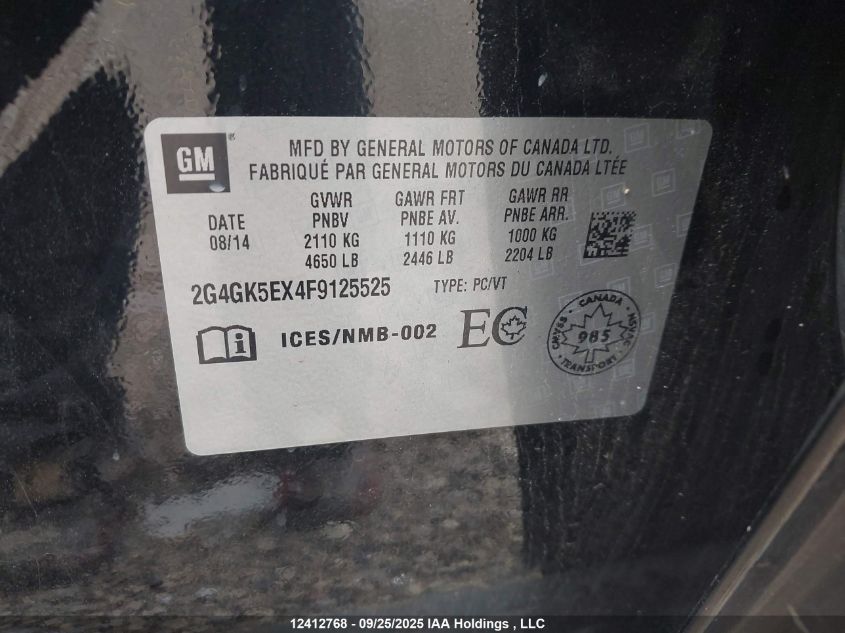 GM
MFD BY GENERAL MOTORS OF CANADA LTD.
FABRIQUÉ PAR GENERAL MOTORS DU CANADA LTÉE
GVWR GAWR FRT GAWR RR
DATE PNBV PNBE AV. PNBE ARR.
08/14 2110 KG 1110 KG 1000 KG
4650 LB 2446 LB 2204 LB
2G4GK5EX4F9125525 TYPE: PC/VT
ICES/NMB-002 EC
CANADA
CMVSS 985 NSVAC
TRANSPORT
12412768 - 09/25/2025 IAA Holdings , LLC